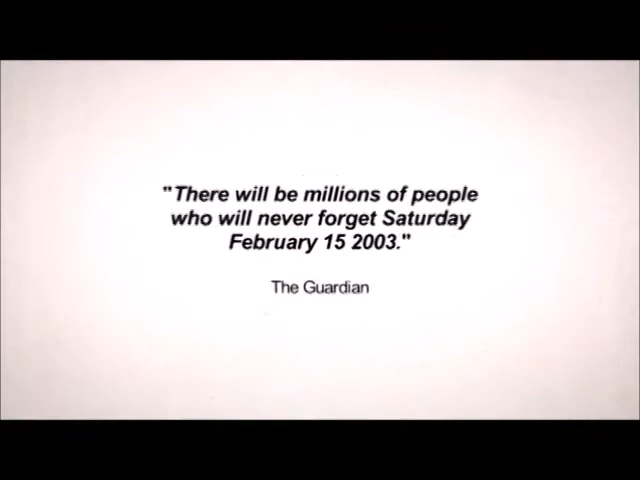 "There will be millions of people
who will never forget Saturday
February 15 2003."
The Guardian